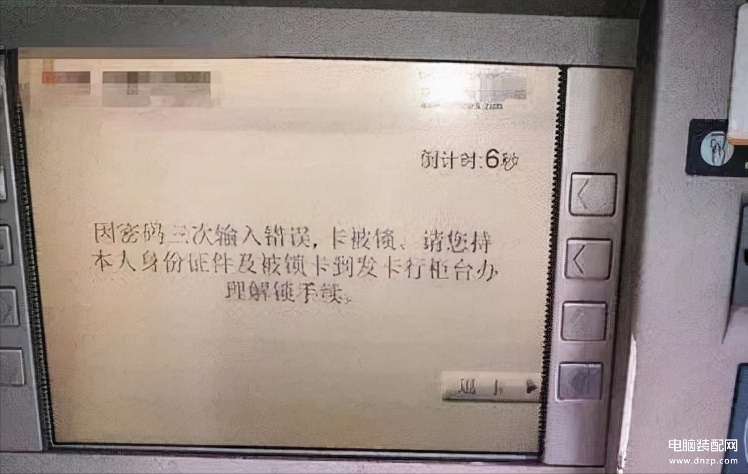 倒计时:6秒
因密码三次输入错误,卡被锁、请您持
本人身份证件及被锁卡到发卡行柜台办
理解锁手续。
退卡
电脑装配网
www.dnzp.com